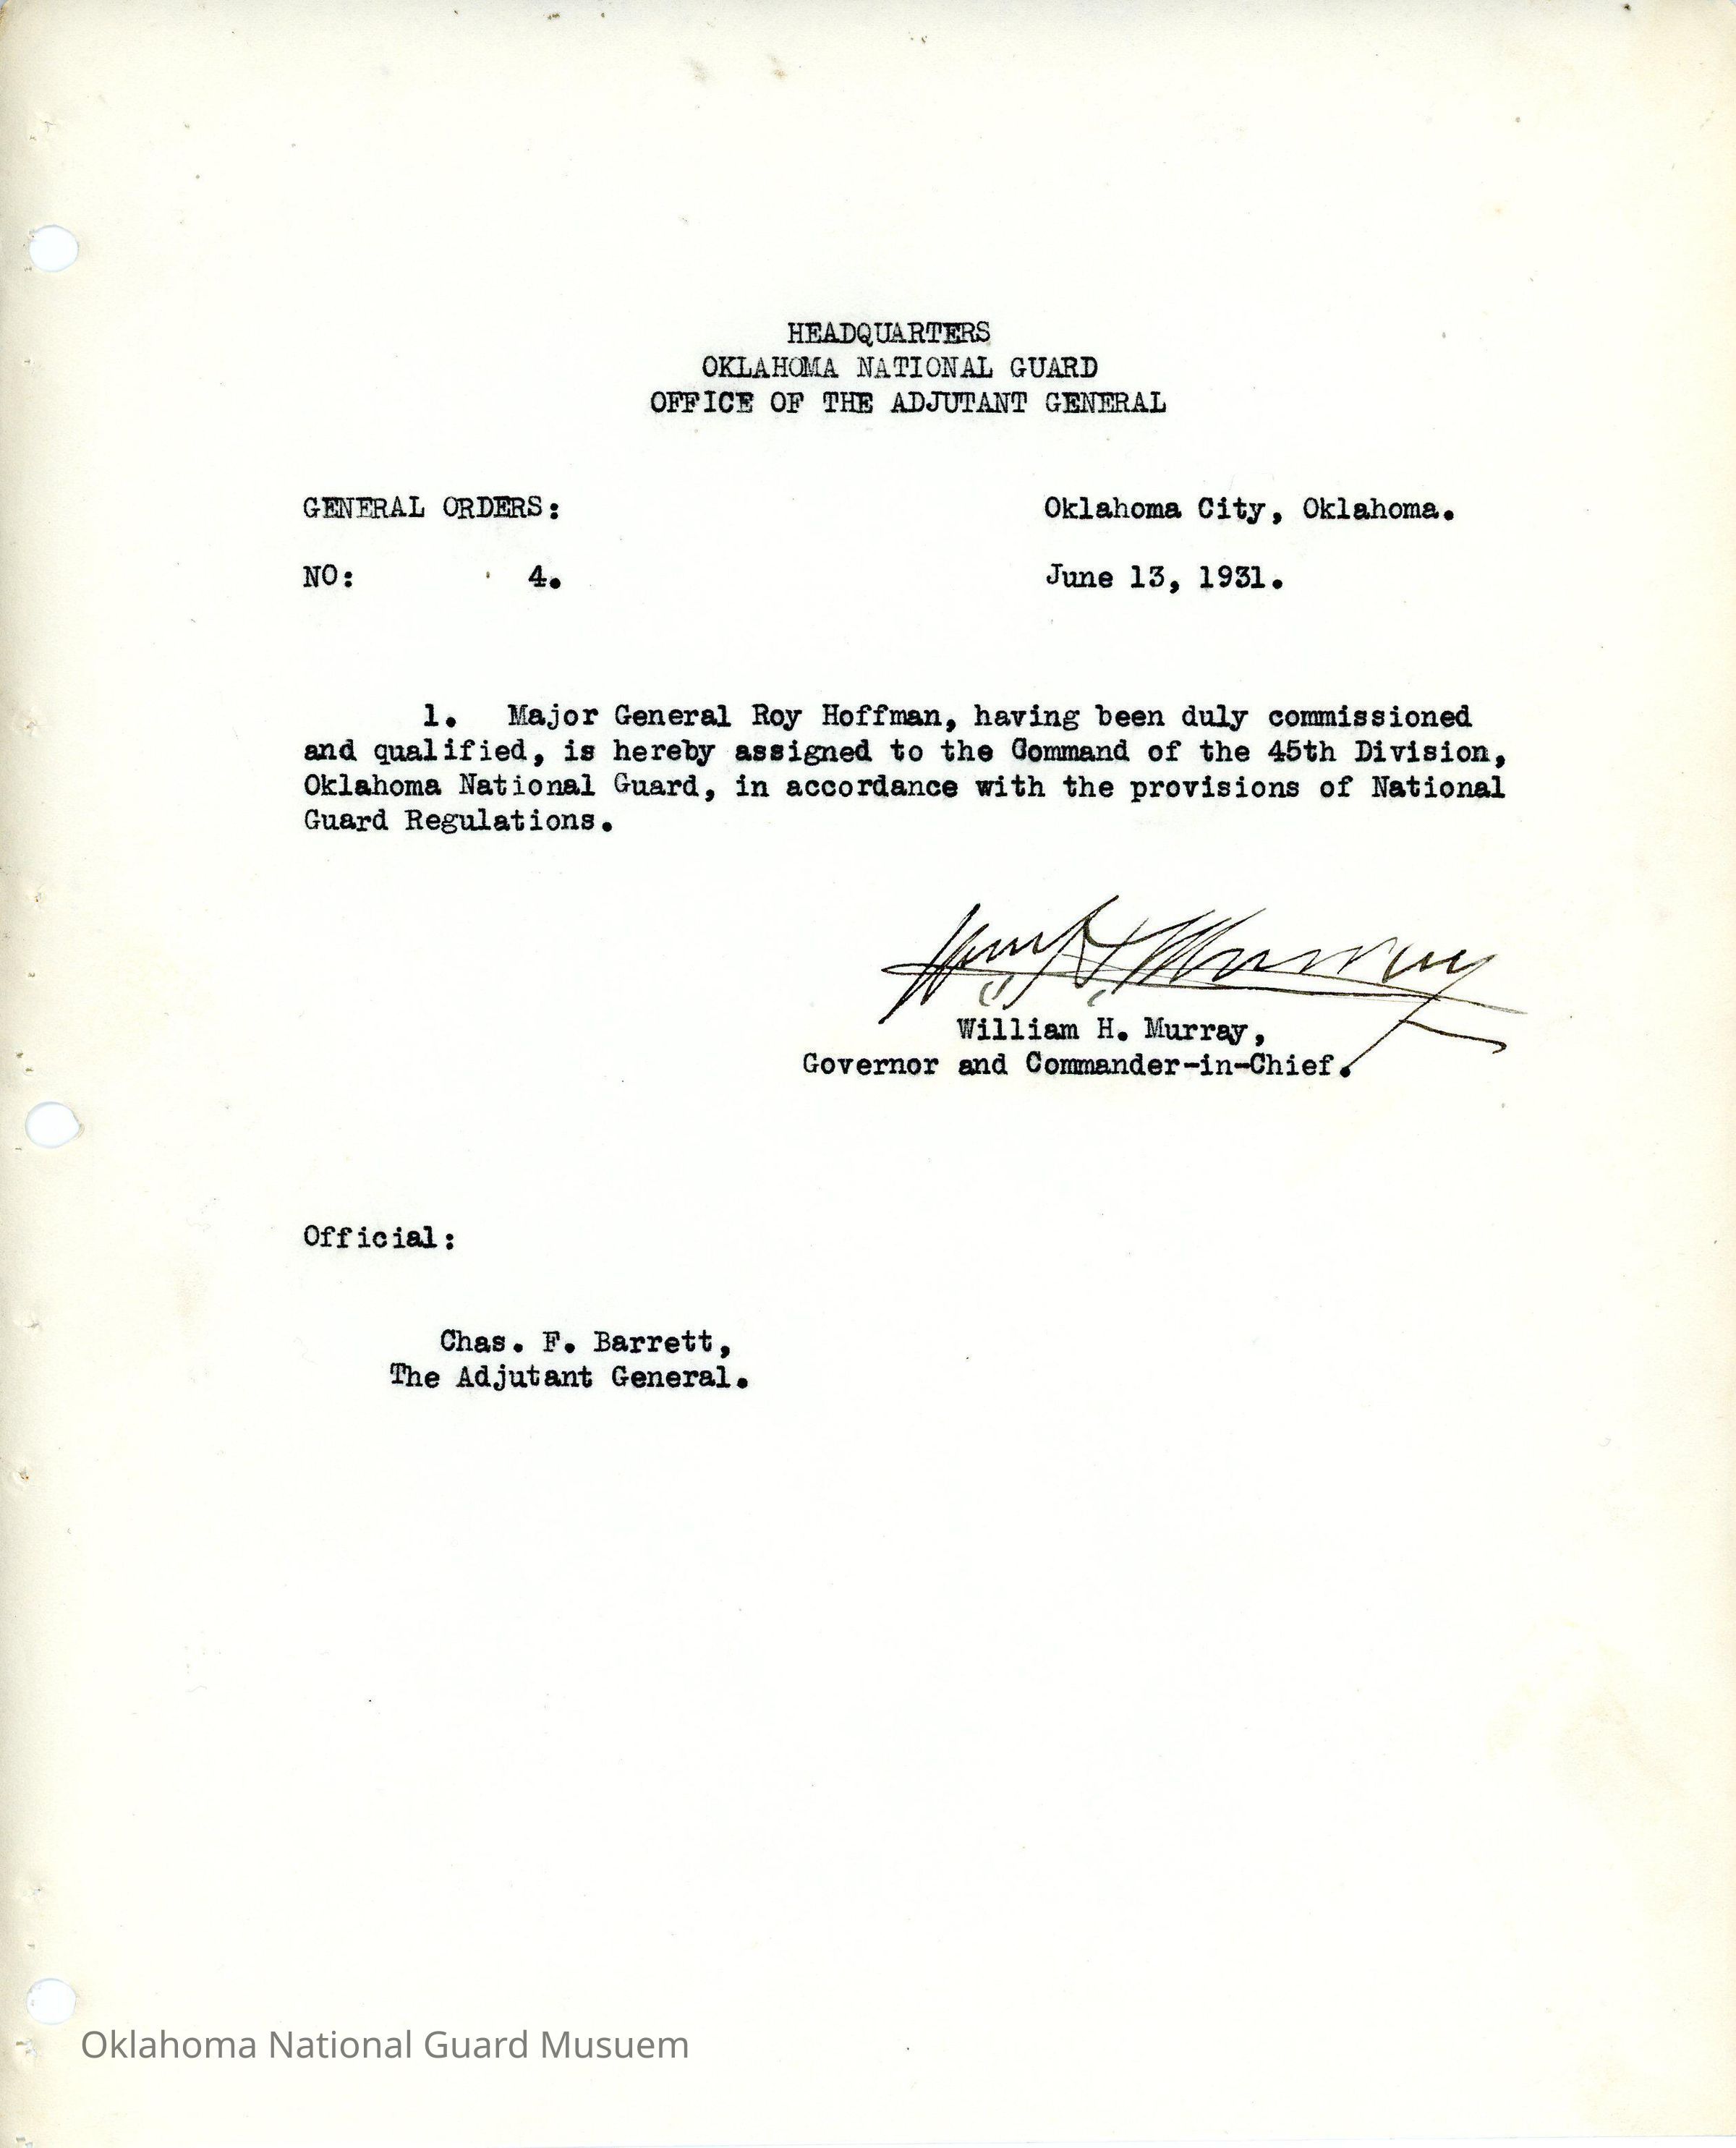 HEADQUARTERS
OKLAHOMA NATIONAL GUARD
OFFICE OF THE ADJUTANT GENERAL
GENERAL ORDERS: Oklahoma City, Oklahoma.
NO: 4. June 13, 1931.
1. Major General Roy Hoffman, having been duly commissioned
and qualified, is hereby assigned to the Command of the 45th Division,
Oklahoma National Guard, in accordance with the provisions of National
Guard Regulations.
Wm H Murray
William H. Murray,
Governor and Commander-in-Chief.
Official:
Chas. F. Barrett,
The Adjutant General.
Oklahoma National Guard Musuem